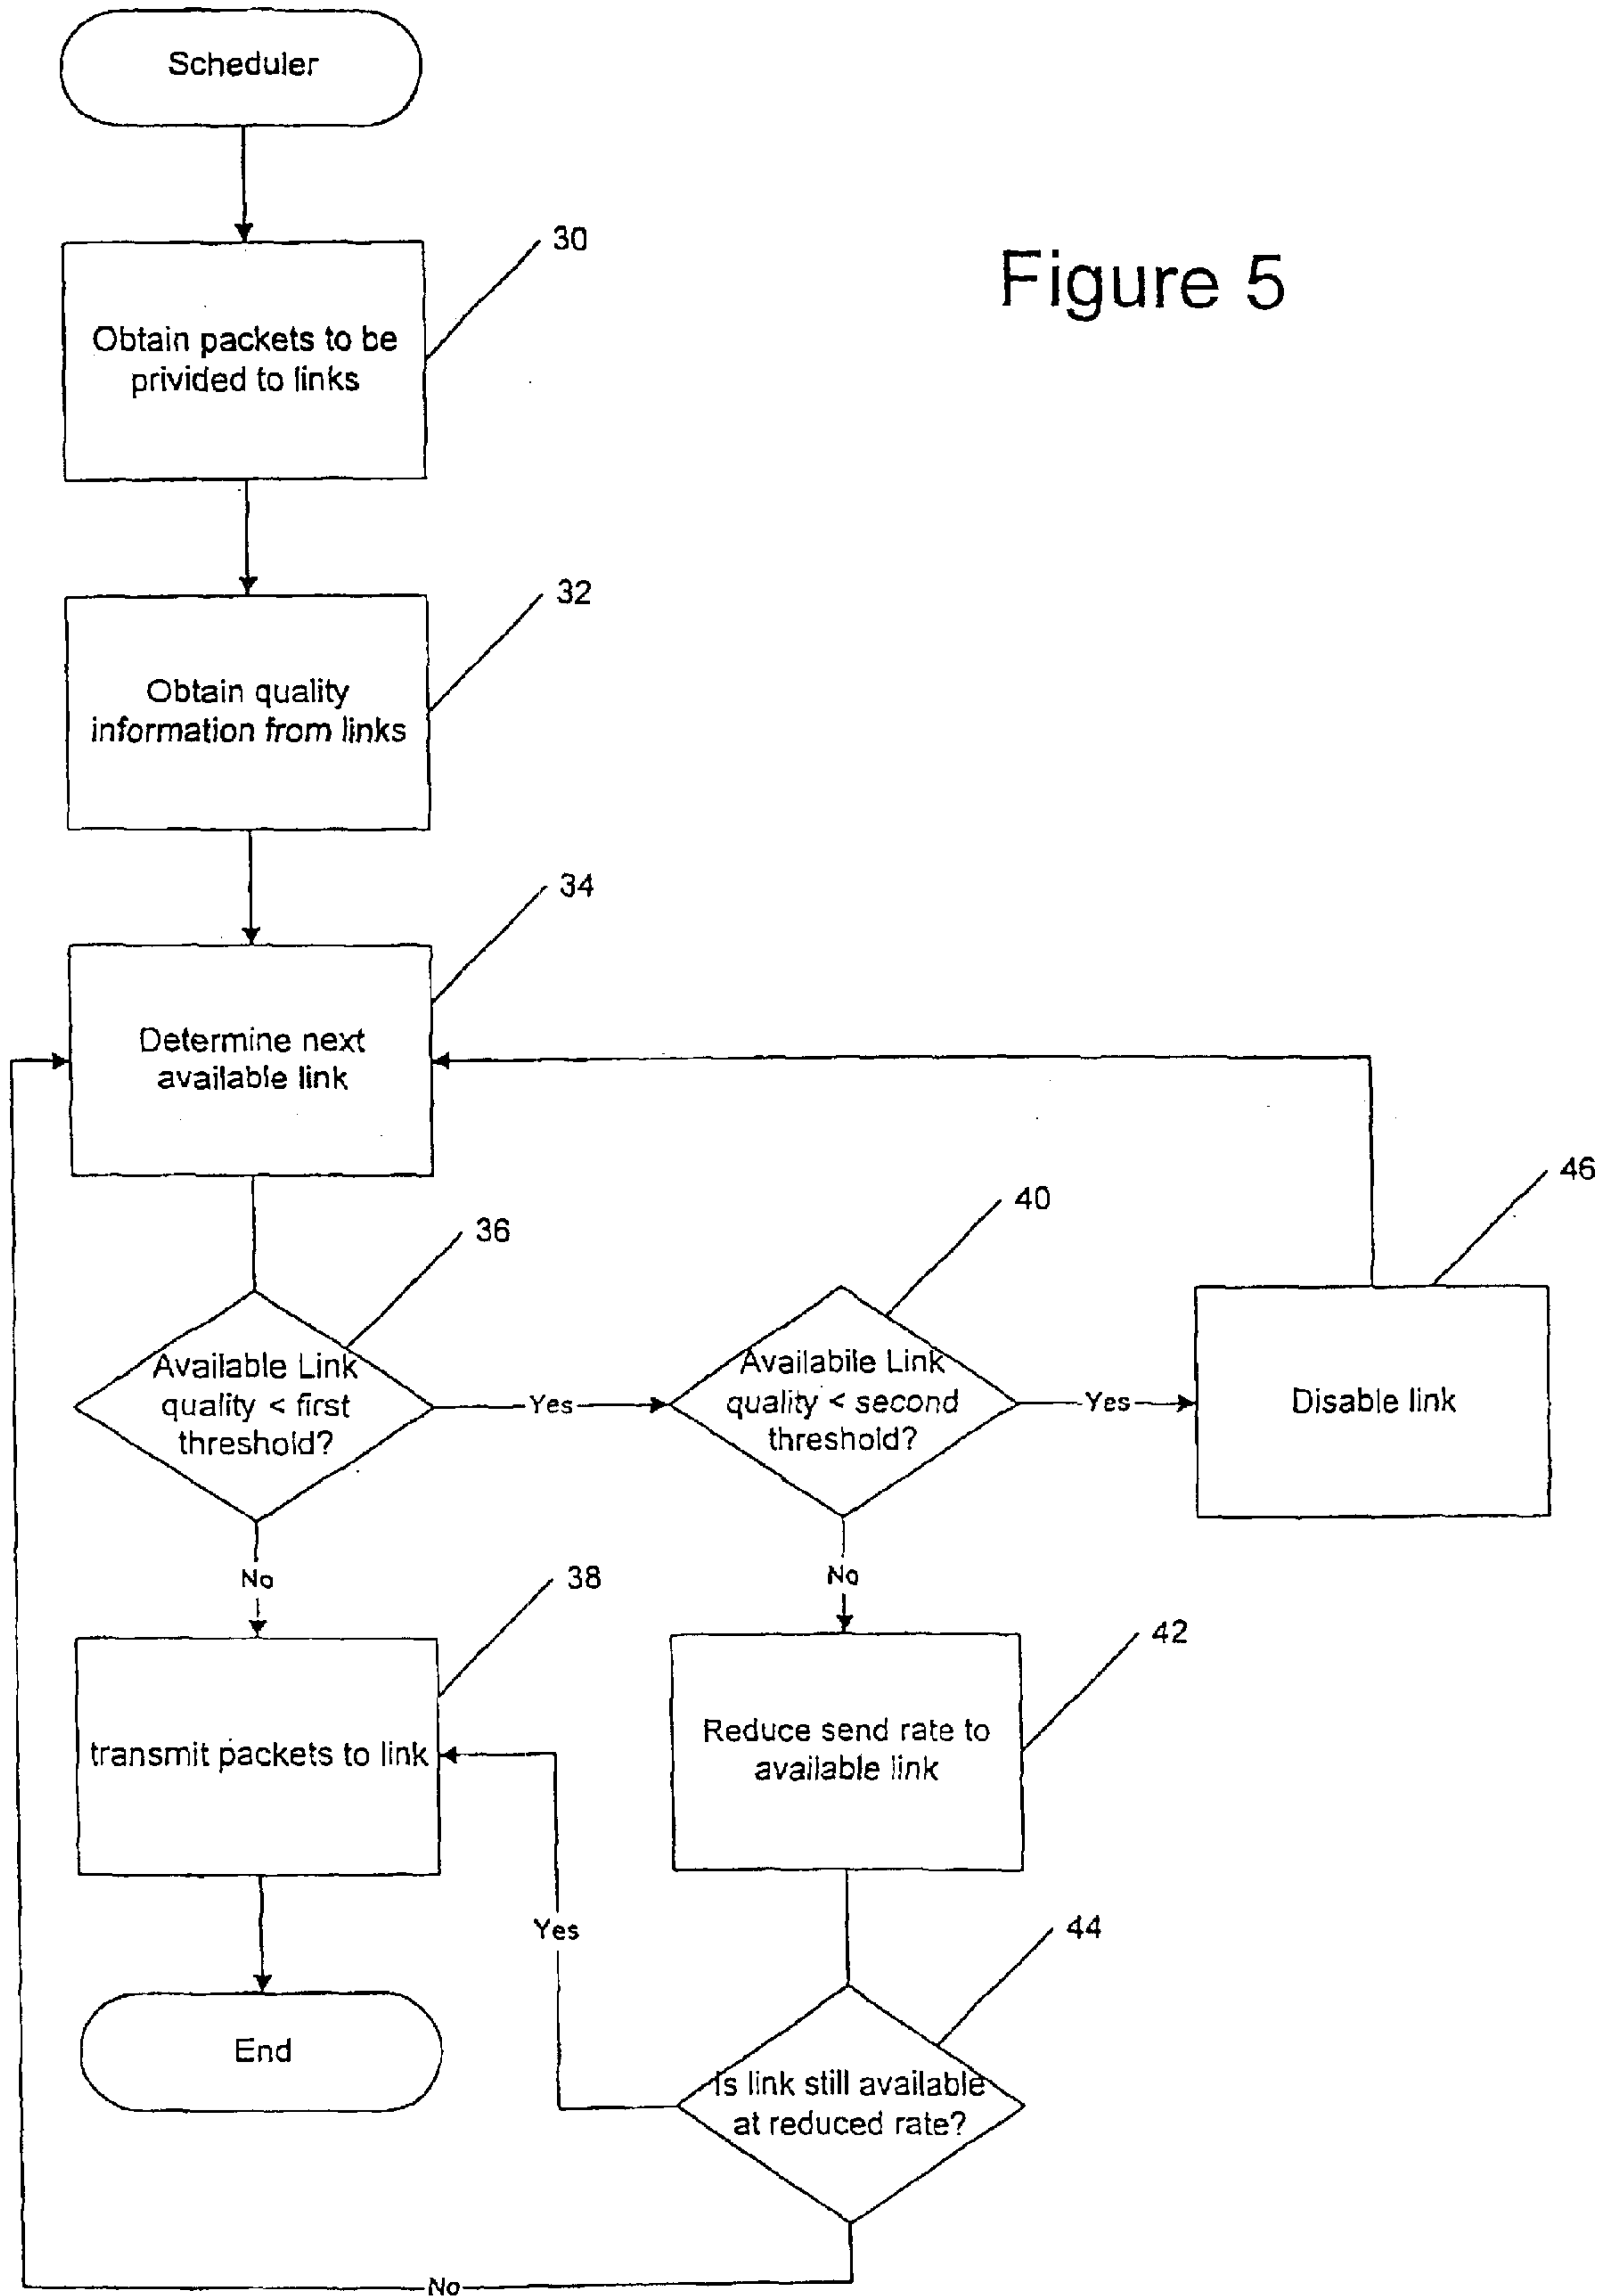 Scheduler
30
Figure 5
Obtain packets to be
privided to links
32
Obtain quality
information from links
34
Determine next
available link
46
40
36
Available Link
quality < first
threshold?
Yes
Availabile Link
quality < second
threshold?
Yes
Disable link
No
No
38
42
transmit packets to link
Reduce send rate to
available link
Yes
44
End
Is link still available
at reduced rate?
No